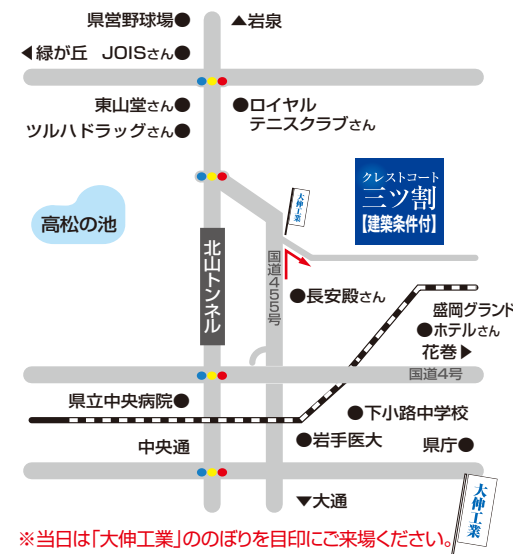 県営野球場●
▲岩泉
◀緑が丘 JOISさん●
東山堂さん●
●ロイヤル
テニスクラブさん
ツルハドラッグさん●
クレストコート
三ツ割
【建築条件付】
大伸工業
高松の池
北山トンネル
国道455号
●長安殿さん
盛岡グランド
●ホテルさん
花巻▶
国道4号
県立中央病院●
●下小路中学校
中央通
●岩手医大
県庁●
▼大通
大伸工業
※当日は「大伸工業」ののぼりを目印にご来場ください。